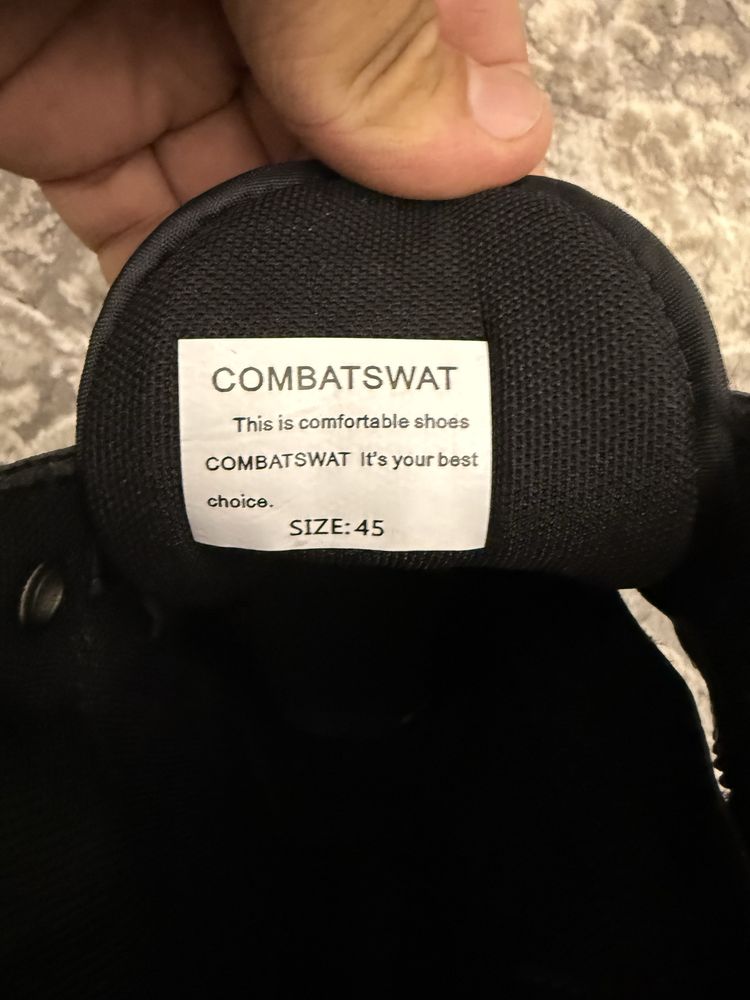 COMBATSWAT
This is comfortable shoes
COMBATSWAT It's your best
choice.
SIZE: 45